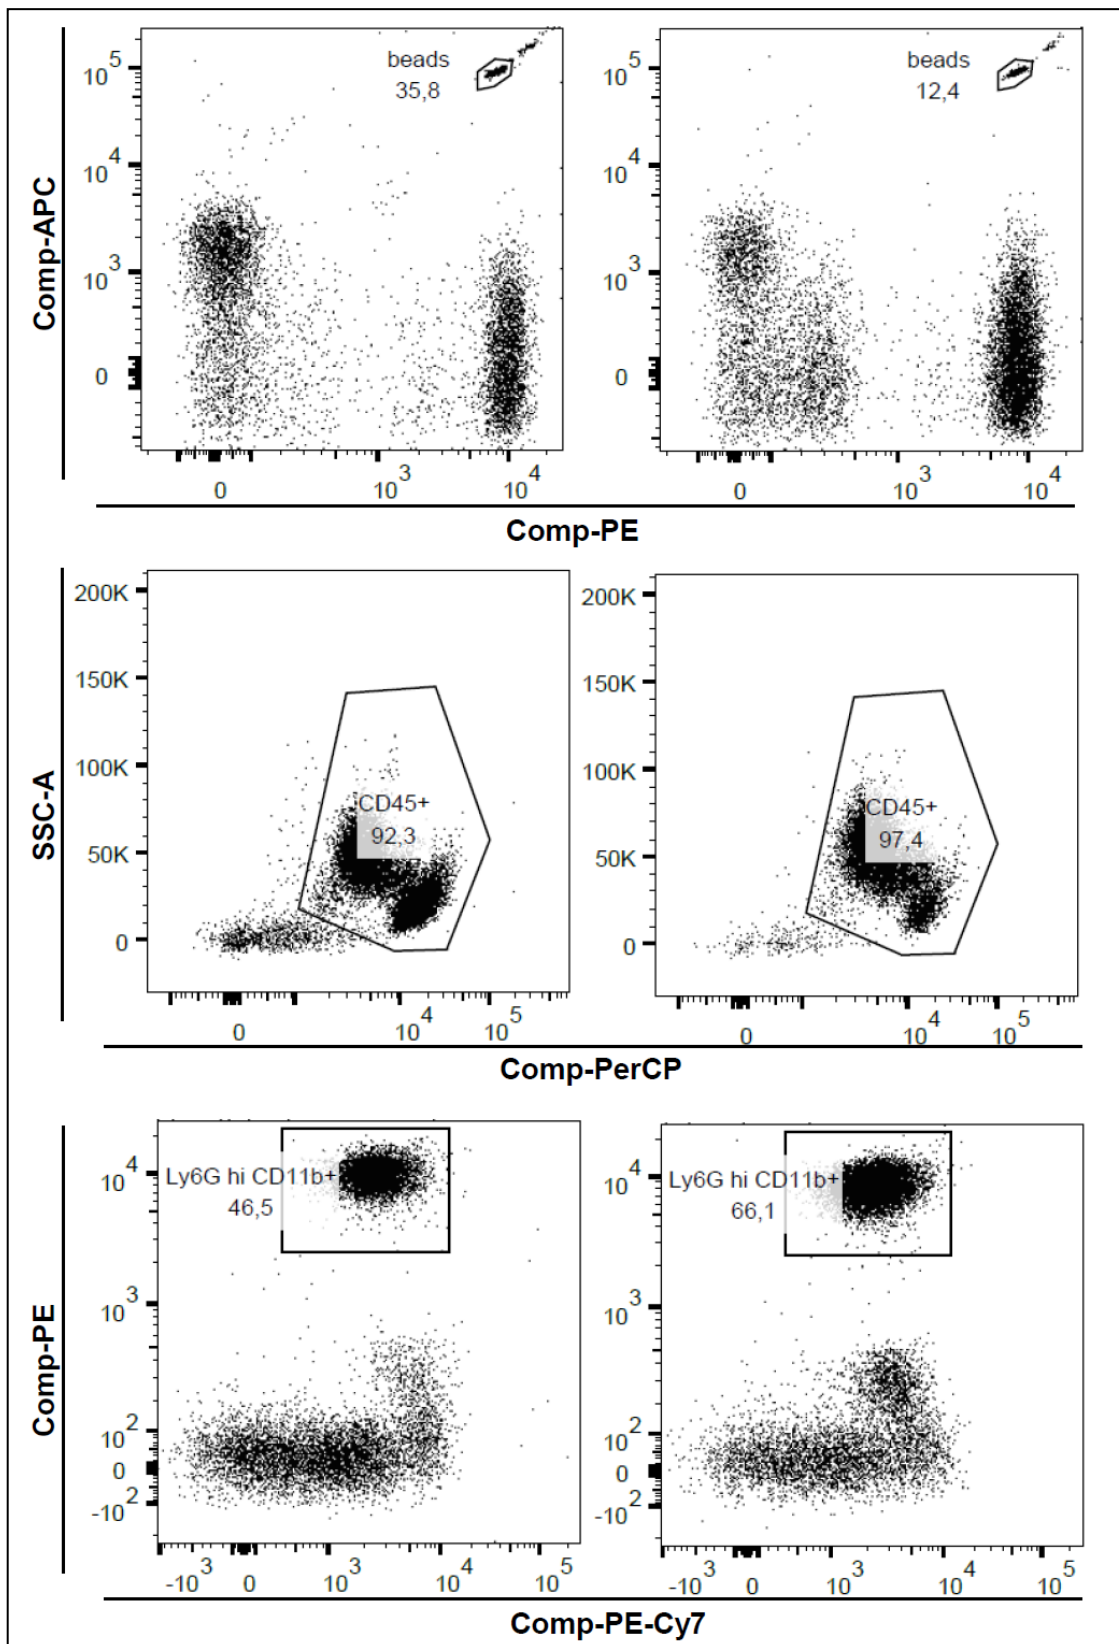 Comp-APC
10^5
10^4
10^3
0
beads
35,8
0
10^3
10^4
10^5
10^4
10^3
0
beads
12,4
0
10^3
10^4
Comp-PE
SSC-A
200K
150K
100K
50K
0
CD45+
92,3
0
10^4
10^5
200K
150K
100K
50K
0
CD45+
97,4
0
10^4
10^5
Comp-PerCP
Comp-PE
10^4
10^3
10^2
0
-10^2
Ly6G hi CD11b+
46,5
-10^3
0
10^3
10^4
10^5
10^4
10^3
10^2
0
-10^2
Ly6G hi CD11b+
66,1
-10^3
0
10^3
10^4
10^5
Comp-PE-Cy7